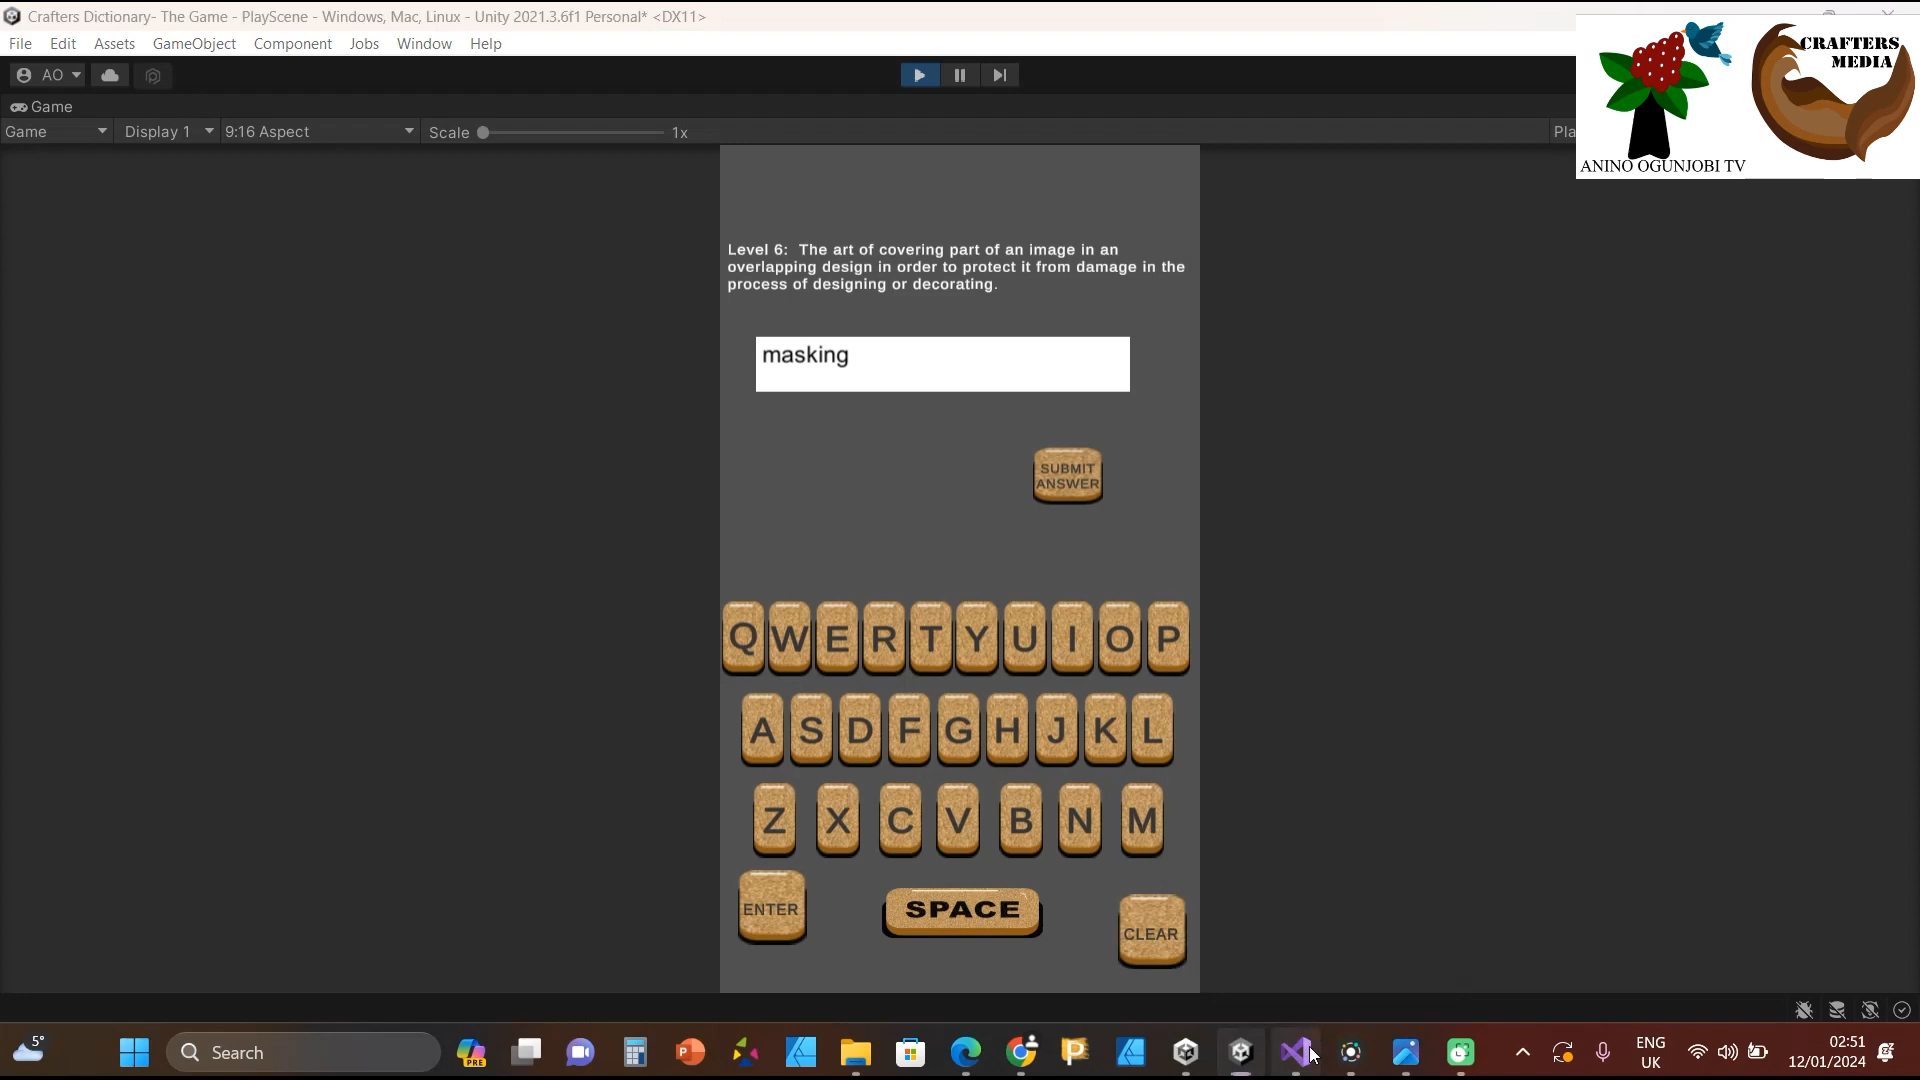 Crafters Dictionary- The Game - PlayScene - Windows, Mac, Linux - Unity 2021.3.6f1 Personal* <DX11>
File Edit Assets GameObject Component Jobs Window Help
CRAFTERS
MEDIA
AO
Game
Game Display 1 9:16 Aspect Scale 1x Pla
ANINO OGUNJOBI TV
Level 6: The art of covering part of an image in an
overlapping design in order to protect it from damage in the
process of designing or decorating.
masking
SUBMIT
ANSWER
Q W E R T Y U I O P
A S D F G H J K L
Z X C V B N M
ENTER SPACE CLEAR
5°
PRE
Search
ENG
UK
02:51
12/01/2024